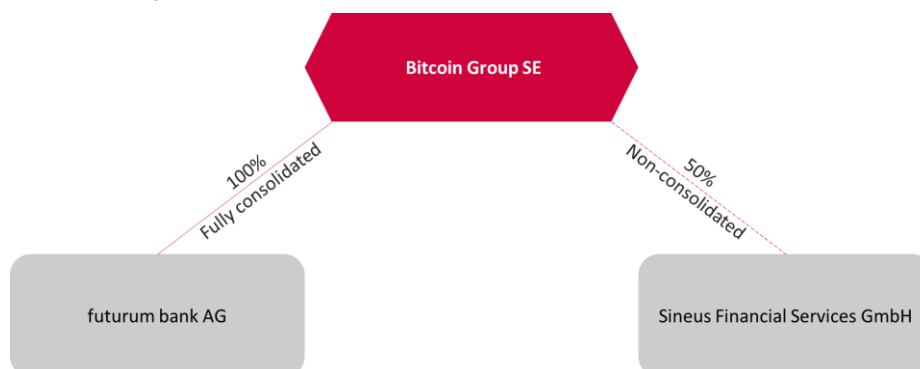 Bitcoin Group SE
100%
Fully consolidated
50%
Non-consolidated
futurum bank AG
Sineus Financial Services GmbH